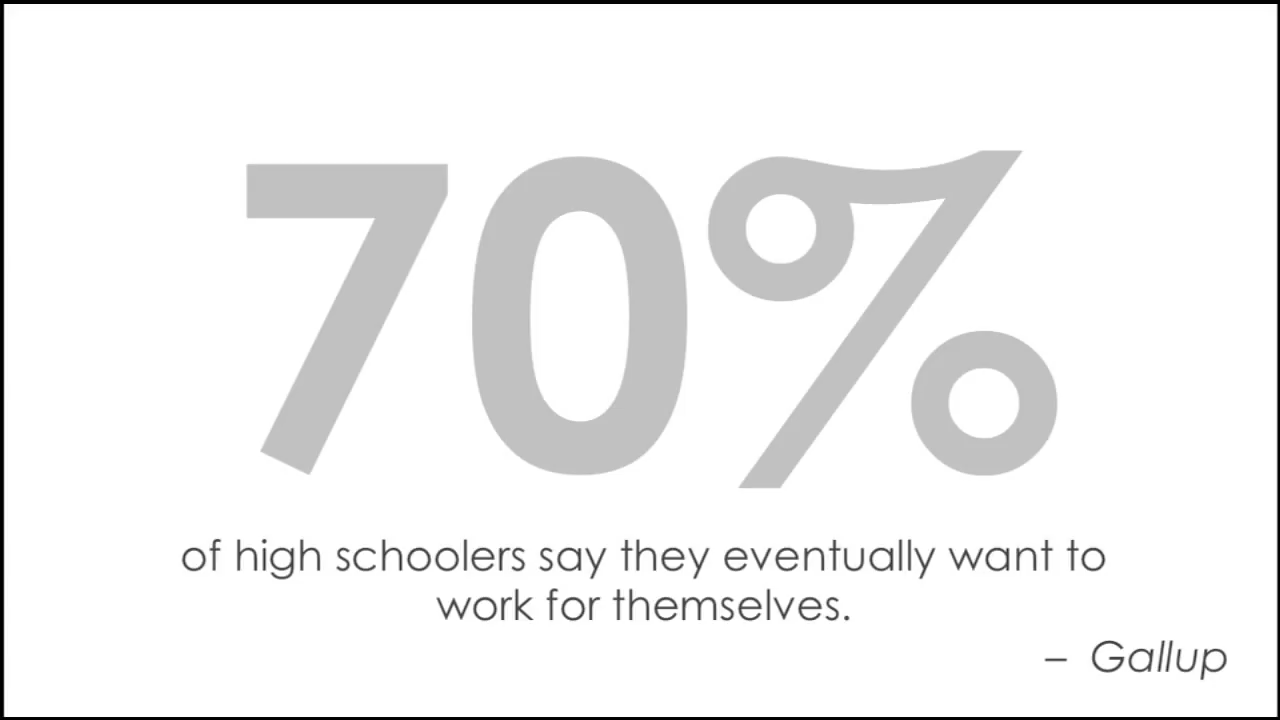 70%
of high schoolers say they eventually want to
work for themselves.
– Gallup